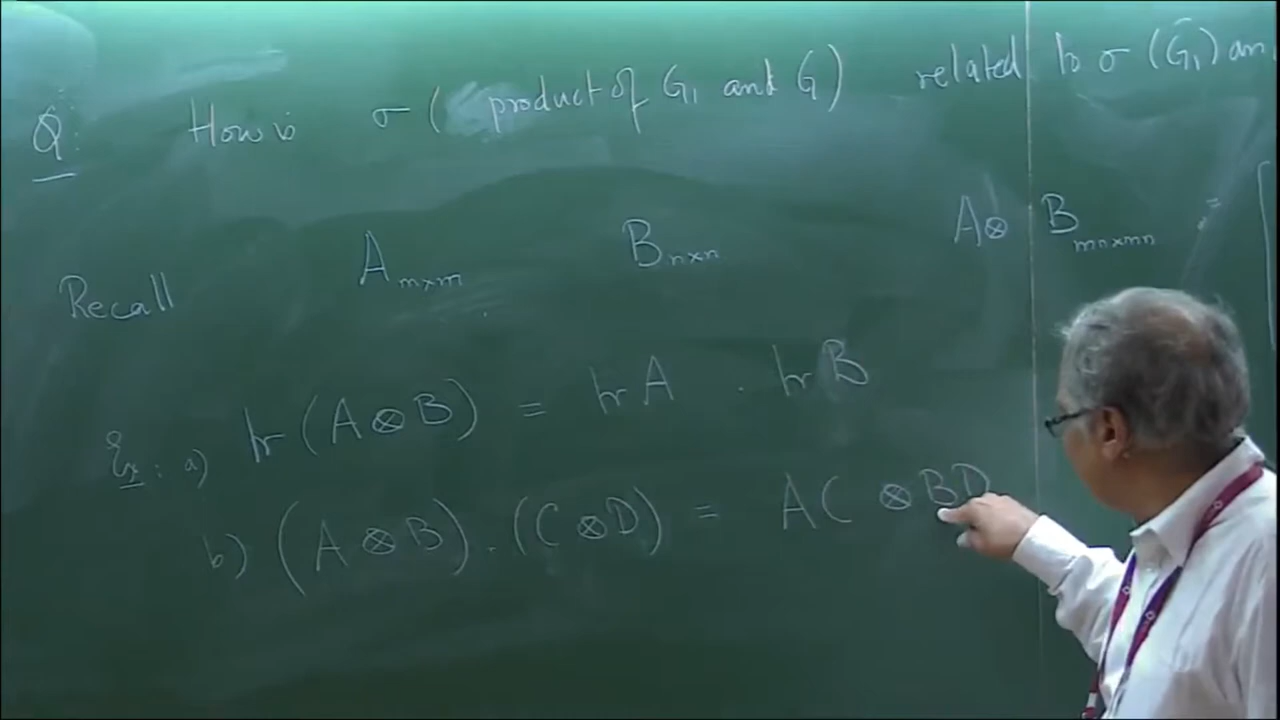 Q: How is σ ( product of G₁ and G) related to σ (G₁) an
Recall A m×m B n×n A⊗ B mn×mn = [
Ex: a) tr (A⊗B) = tr A . tr B
b) (A ⊗B) . (C ⊗D) = AC ⊗ BD